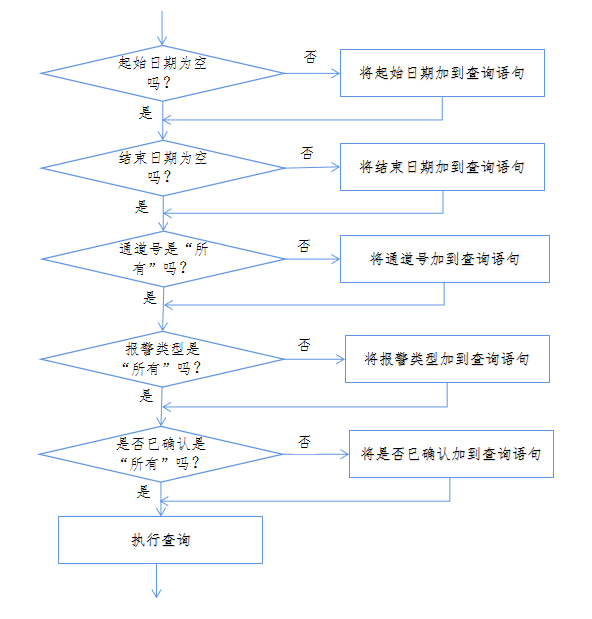 起始日期为空
吗？
否
将起始日期加到查询语句
是
结束日期为空
吗？
否
将结束日期加到查询语句
是
通道号是“所
有”吗？
否
将通道号加到查询语句
是
报警类型是
“所有”吗？
否
将报警类型加到查询语句
是
是否已确认是
“所有”吗？
否
将是否已确认加到查询语句
是
执行查询